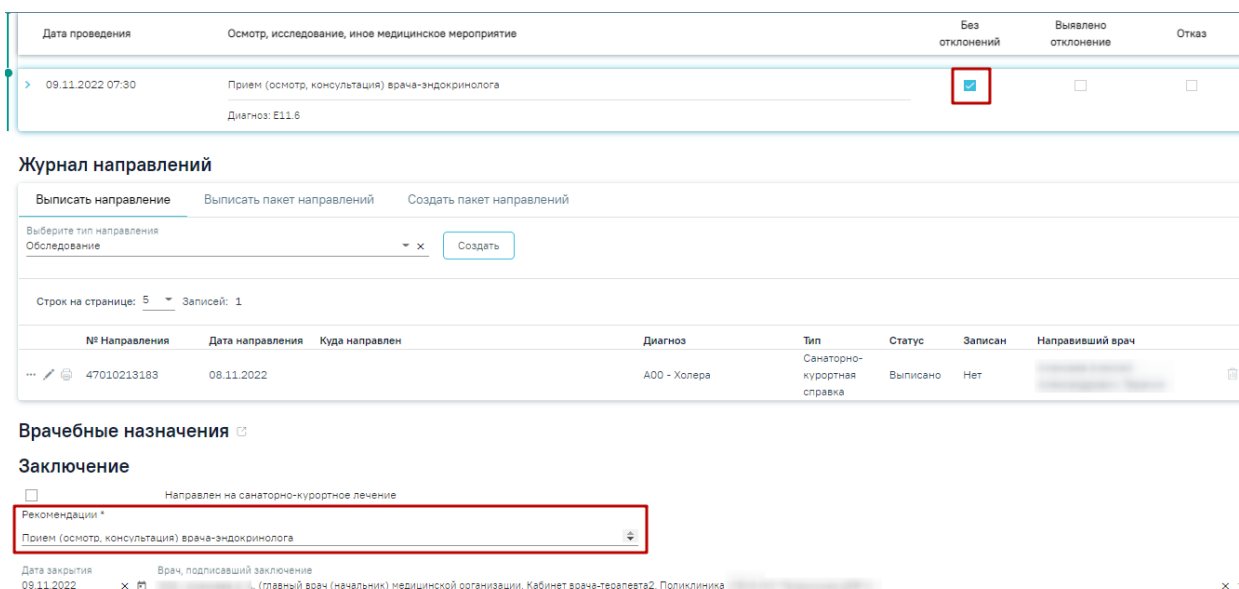 Дата проведения Осмотр, исследование, иное медицинское мероприятие Без отклонений Выявлено отклонение Отказ
09.11.2022 07:30 Прием (осмотр, консультация) врача-эндокринолога
Диагноз: E11.6
Журнал направлений
Выписать направление Выписать пакет направлений Создать пакет направлений
Выберите тип направления
Обследование Создать
Строк на странице: 5 Записей: 1
№ Направления Дата направления Куда направлен Диагноз Тип Статус Записан Направивший врач
47010213183 08.11.2022 A00 - Холера Санаторно-курортная справка Выписано Нет
Врачебные назначения
Заключение
Направлен на санаторно-курортное лечение
Рекомендации *
Прием (осмотр, консультация) врача-эндокринолога
Дата закрытия Врач, подписавший заключение
09.11.2022 (главный врач (начальник) медицинской организации. Кабинет врача-терапевта2. Поликлиника